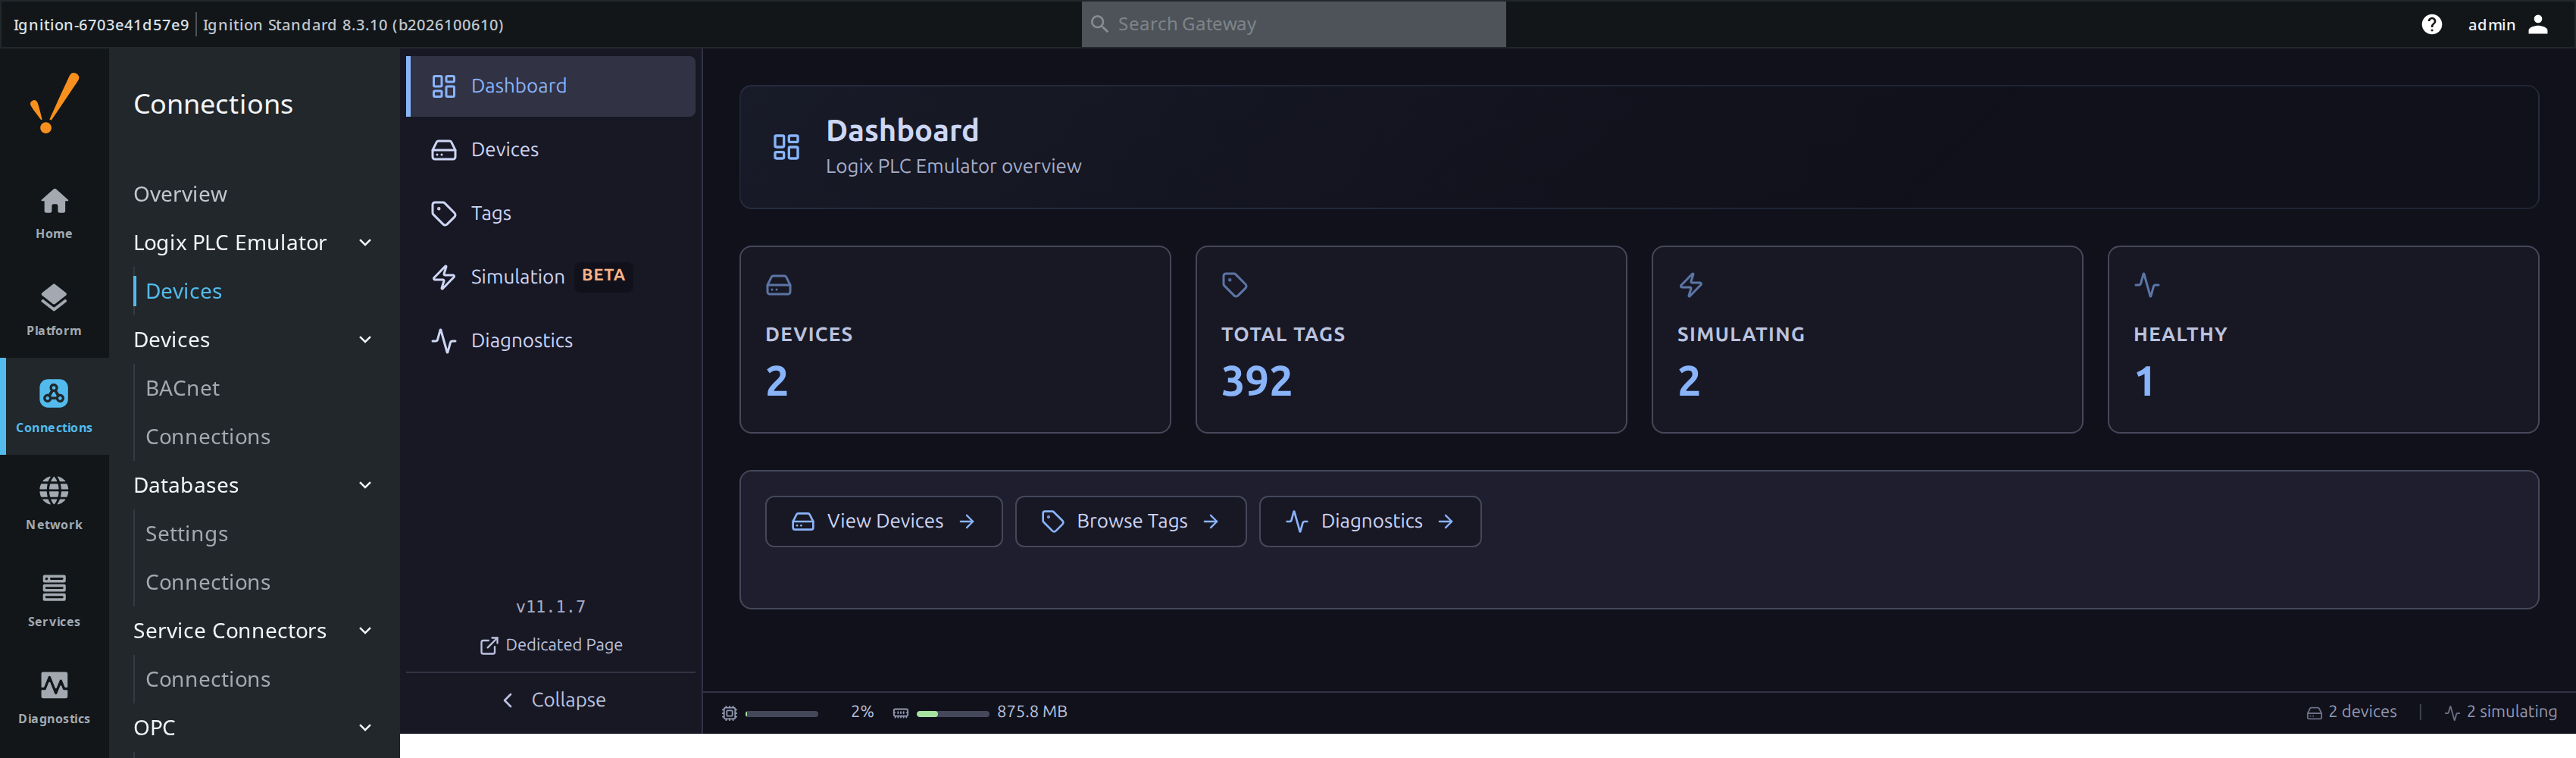 Ignition-6703e41d57e9 | Ignition Standard 8.3.10 (b2026100610)
Search Gateway
admin
Home
Platform
Connections
Network
Services
Diagnostics
Connections
Overview
Logix PLC Emulator
Devices
Devices
BACnet
Connections
Databases
Settings
Connections
Service Connectors
Connections
OPC
Dashboard
Devices
Tags
Simulation BETA
Diagnostics
v11.1.7
Dedicated Page
Collapse
Dashboard
Logix PLC Emulator overview
DEVICES
2
TOTAL TAGS
392
SIMULATING
2
HEALTHY
1
View Devices
Browse Tags
Diagnostics
2% 875.8 MB
2 devices | 2 simulating